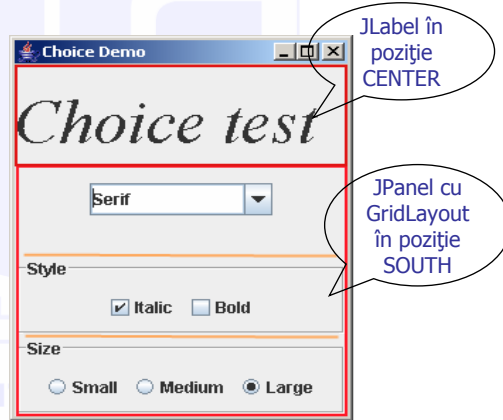 JLabel în
poziţie
CENTER
Choice Demo
Choice test
Serif
JPanel cu
GridLayout
în poziţie
SOUTH
Style
Italic Bold
Size
Small Medium Large